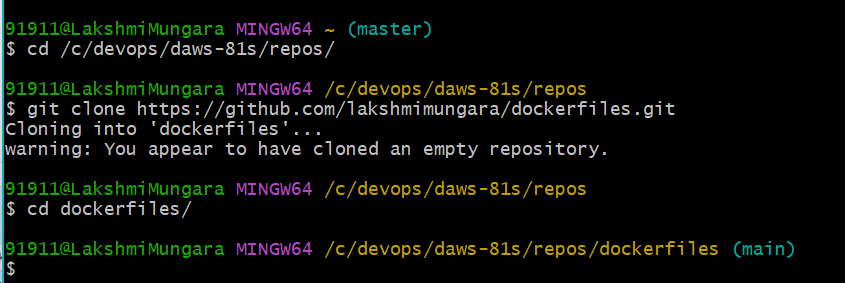 91911@LakshmiMungara MINGW64 ~ (master)
$ cd /c/devops/daws-81s/repos/
91911@LakshmiMungara MINGW64 /c/devops/daws-81s/repos
$ git clone https://github.com/lakshmimungara/dockerfiles.git
Cloning into 'dockerfiles'...
warning: You appear to have cloned an empty repository.
91911@LakshmiMungara MINGW64 /c/devops/daws-81s/repos
$ cd dockerfiles/
91911@LakshmiMungara MINGW64 /c/devops/daws-81s/repos/dockerfiles (main)
$